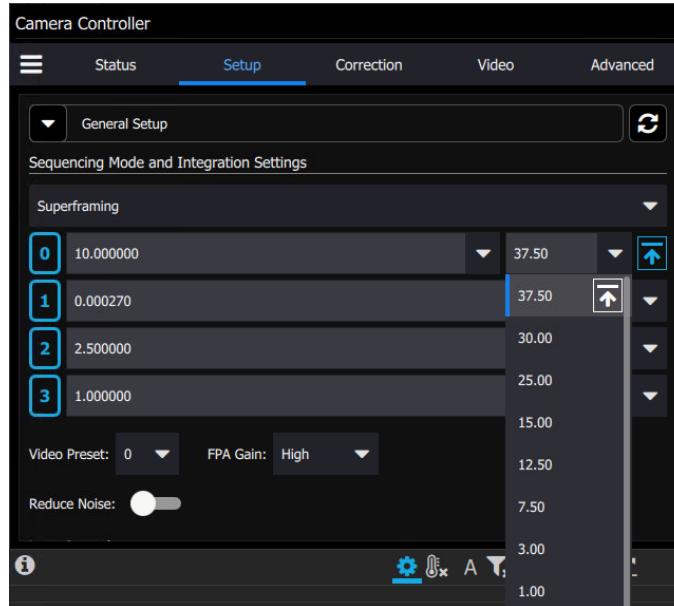 Camera Controller
Status Setup Correction Video Advanced
General Setup
Sequencing Mode and Integration Settings
Superframing
0 10.000000 37.50
37.50
1 0.000270
30.00
2 2.500000
25.00
3 1.000000
15.00
Video Preset: 0 FPA Gain: High
12.50
Reduce Noise:
7.50
3.00
A
1.00